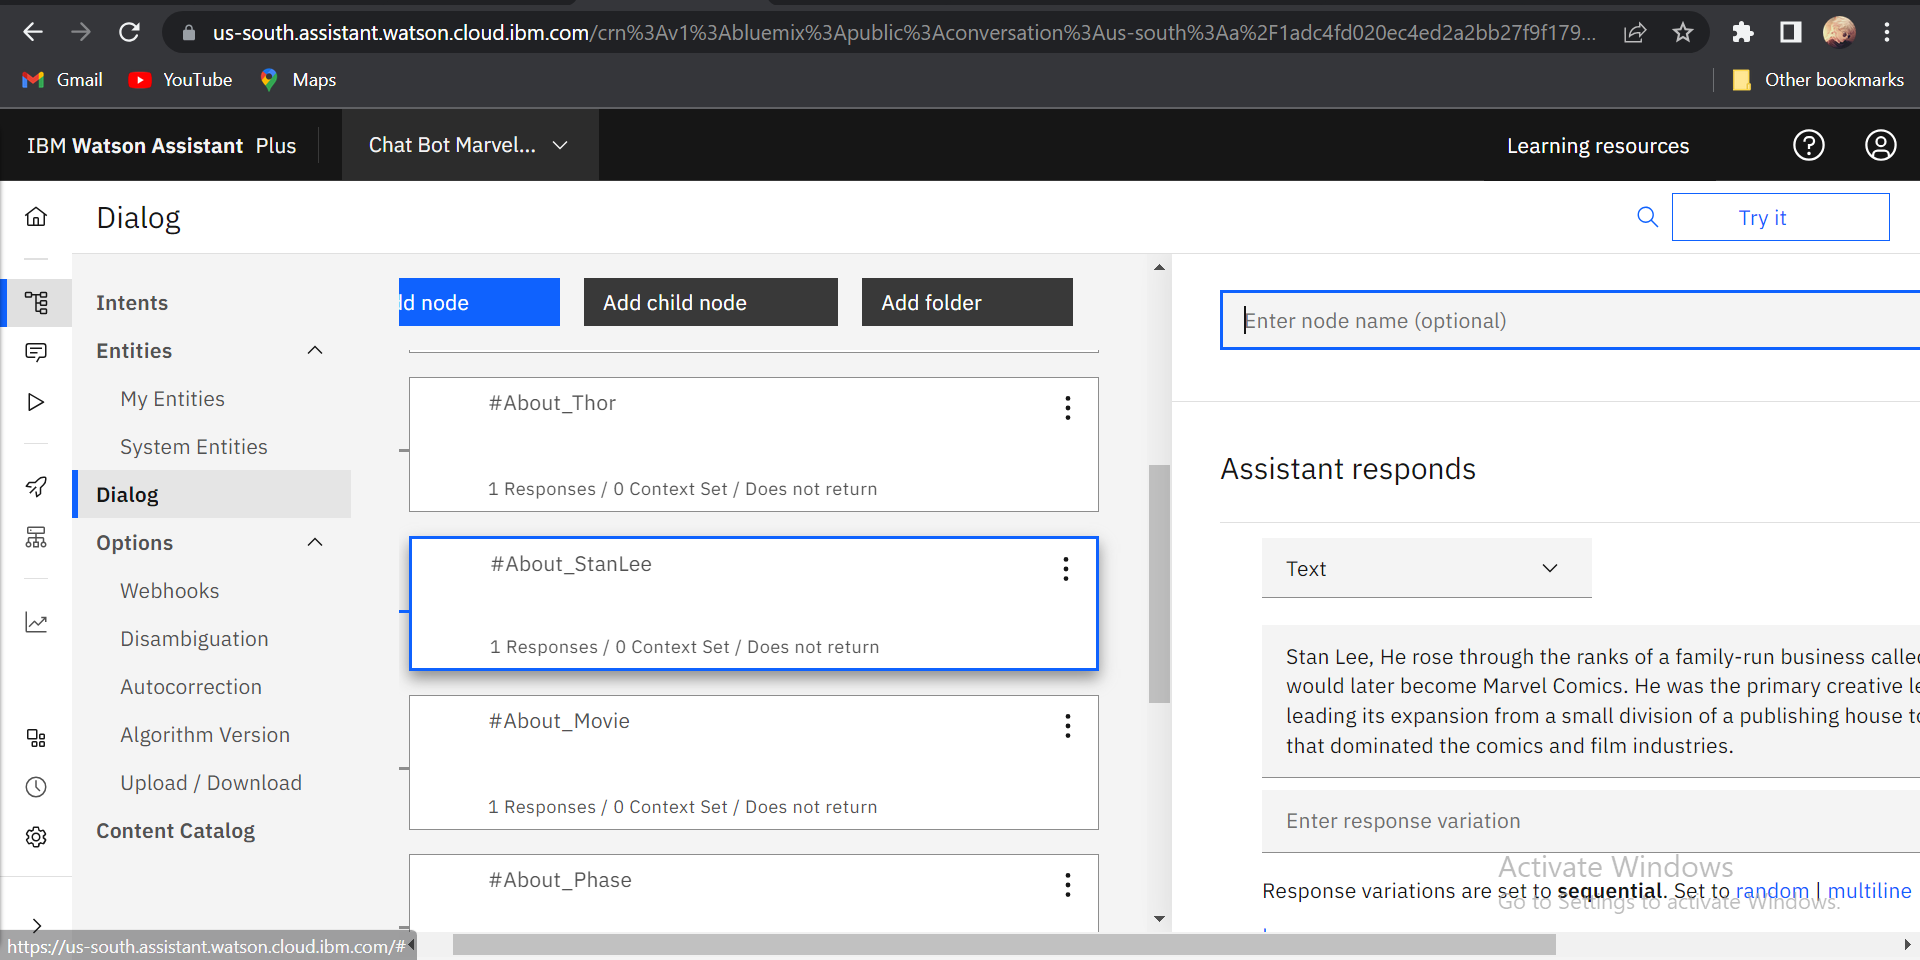 us-south.assistant.watson.cloud.ibm.com/crn%3Av1%3Abluemix%3Apublic%3Aconversation%3Aus-south%3Aa%2F1adc4fd020ec4ed2a2bb27f9f179...
Gmail
YouTube
Maps
Other bookmarks
IBM Watson Assistant Plus
Chat Bot Marvel...
Learning resources
Dialog
Try it
Intents
Entities
My Entities
System Entities
Dialog
Options
Webhooks
Disambiguation
Autocorrection
Algorithm Version
Upload / Download
Content Catalog
https://us-south.assistant.watson.cloud.ibm.com/#
dd node
Add child node
Add folder
#About_Thor
1 Responses / 0 Context Set / Does not return
#About_StanLee
1 Responses / 0 Context Set / Does not return
#About_Movie
1 Responses / 0 Context Set / Does not return
#About_Phase
Enter node name (optional)
Assistant responds
Text
Stan Lee, He rose through the ranks of a family-run business called
would later become Marvel Comics. He was the primary creative le
leading its expansion from a small division of a publishing house to
that dominated the comics and film industries.
Enter response variation
Response variations are set to sequential. Set to random | multiline
Activate Windows
Go to Settings to activate Windows.